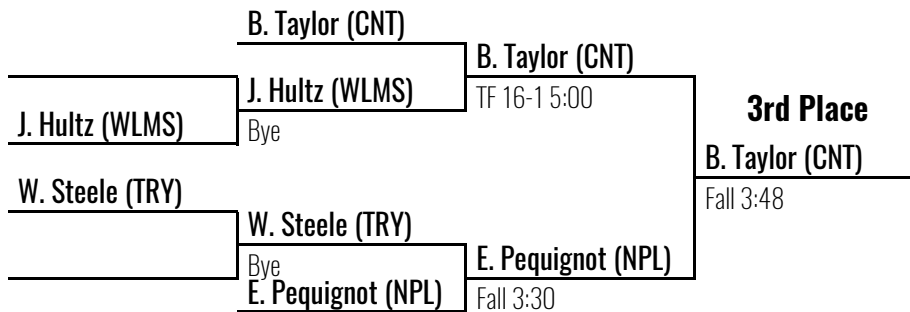 B. Taylor (CNT)
B. Taylor (CNT)
J. Hultz (WLMS)
TF 16-1 5:00
3rd Place
J. Hultz (WLMS)
Bye
B. Taylor (CNT)
W. Steele (TRY)
Fall 3:48
W. Steele (TRY)
Bye
E. Pequignot (NPL)
E. Pequignot (NPL)
Fall 3:30